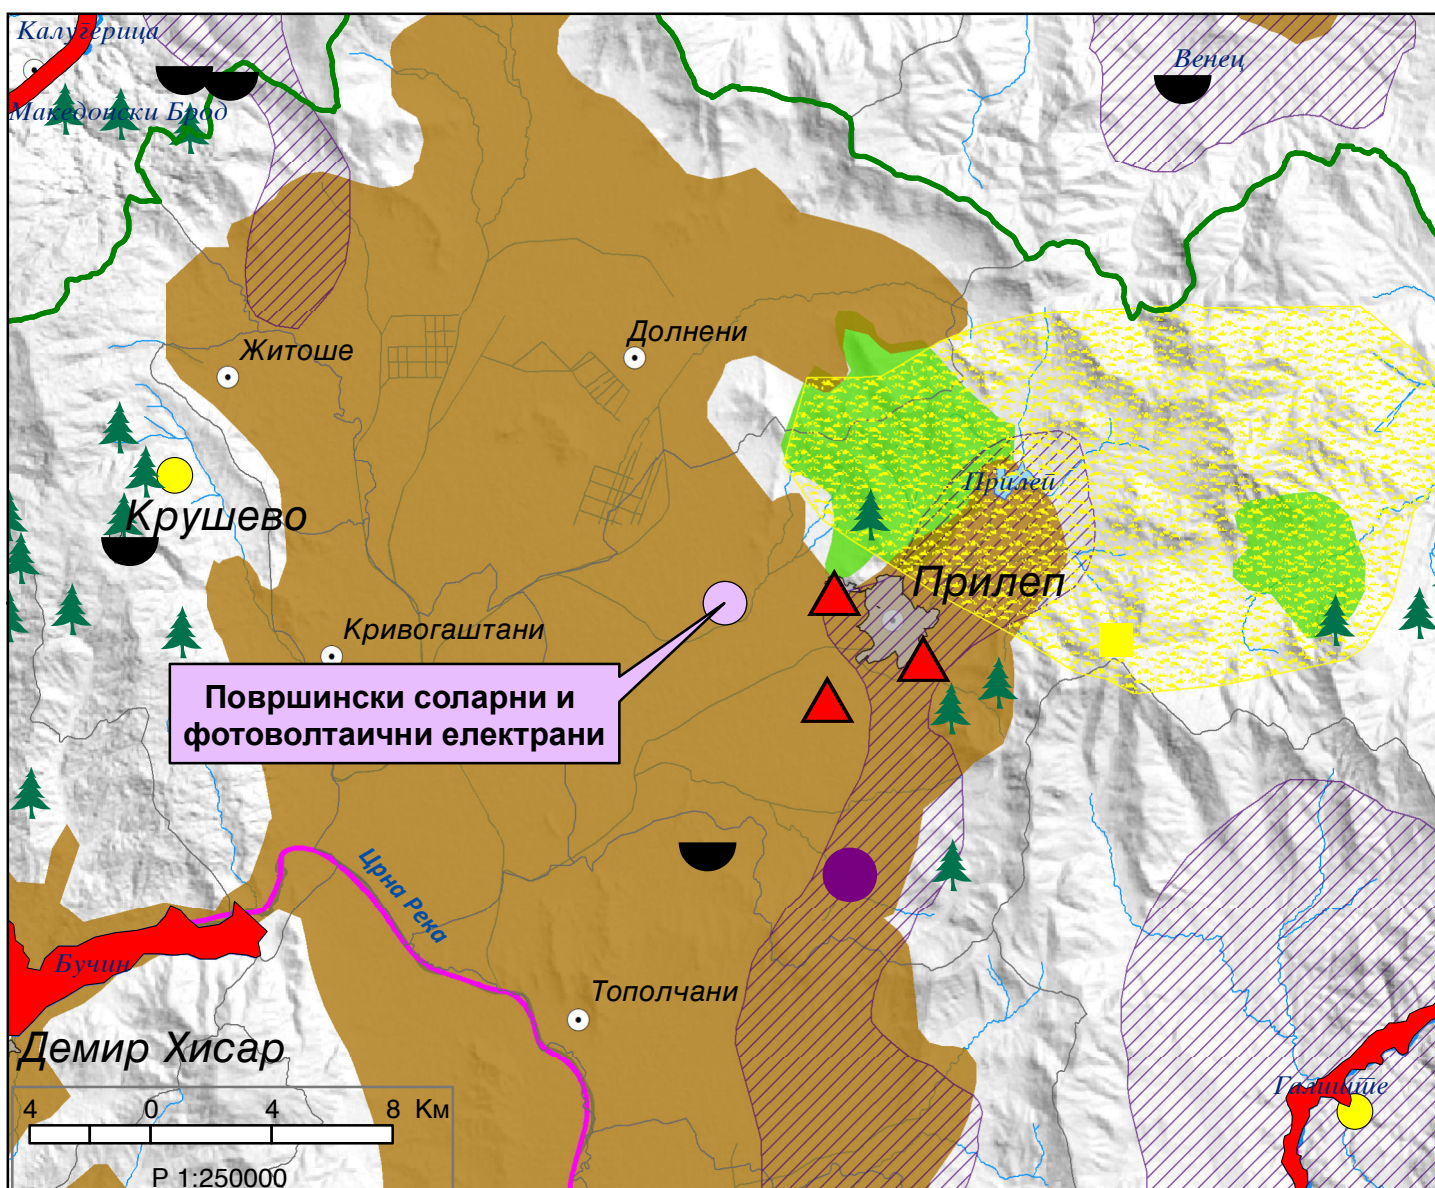 Калугерица
Венец
Македонски Брод
Долнени
Житоше
Прилеп
Крушево
Прилеп
Кривогаштани
Површински соларни и
фотоволтаични електрани
Црна Река
Бучин
Тополчани
Демир Хисар
Галиште
4 0 4 8 Км
Р 1:250000